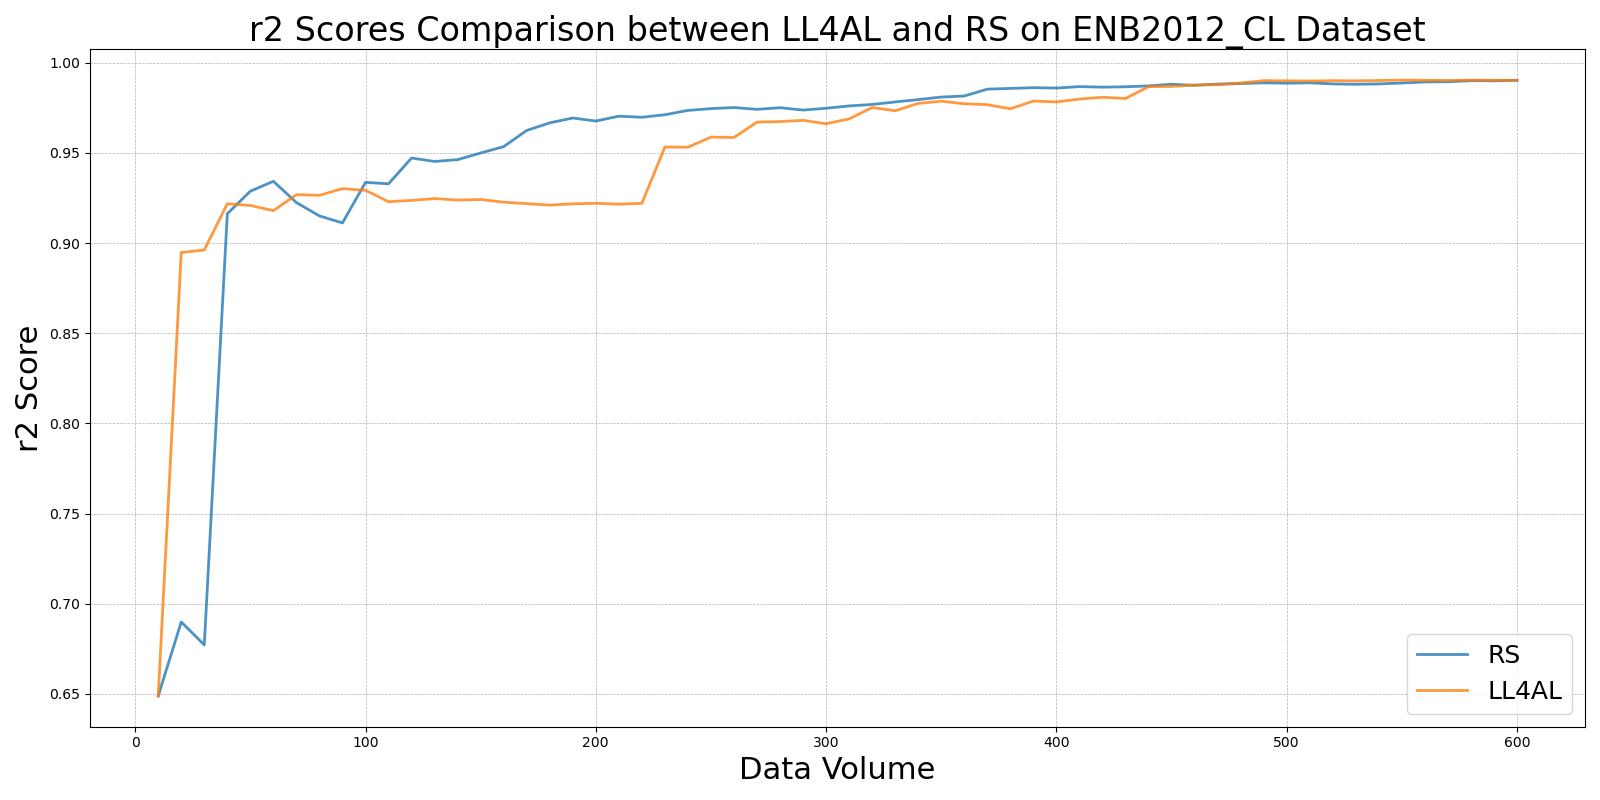 r2 Scores Comparison between LL4AL and RS on ENB2012_CL Dataset
1.00
0.95
0.90
0.85
0.80
0.75
0.70
0.65
r2 Score
RS
LL4AL
0 100 200 300 400 500 600
Data Volume